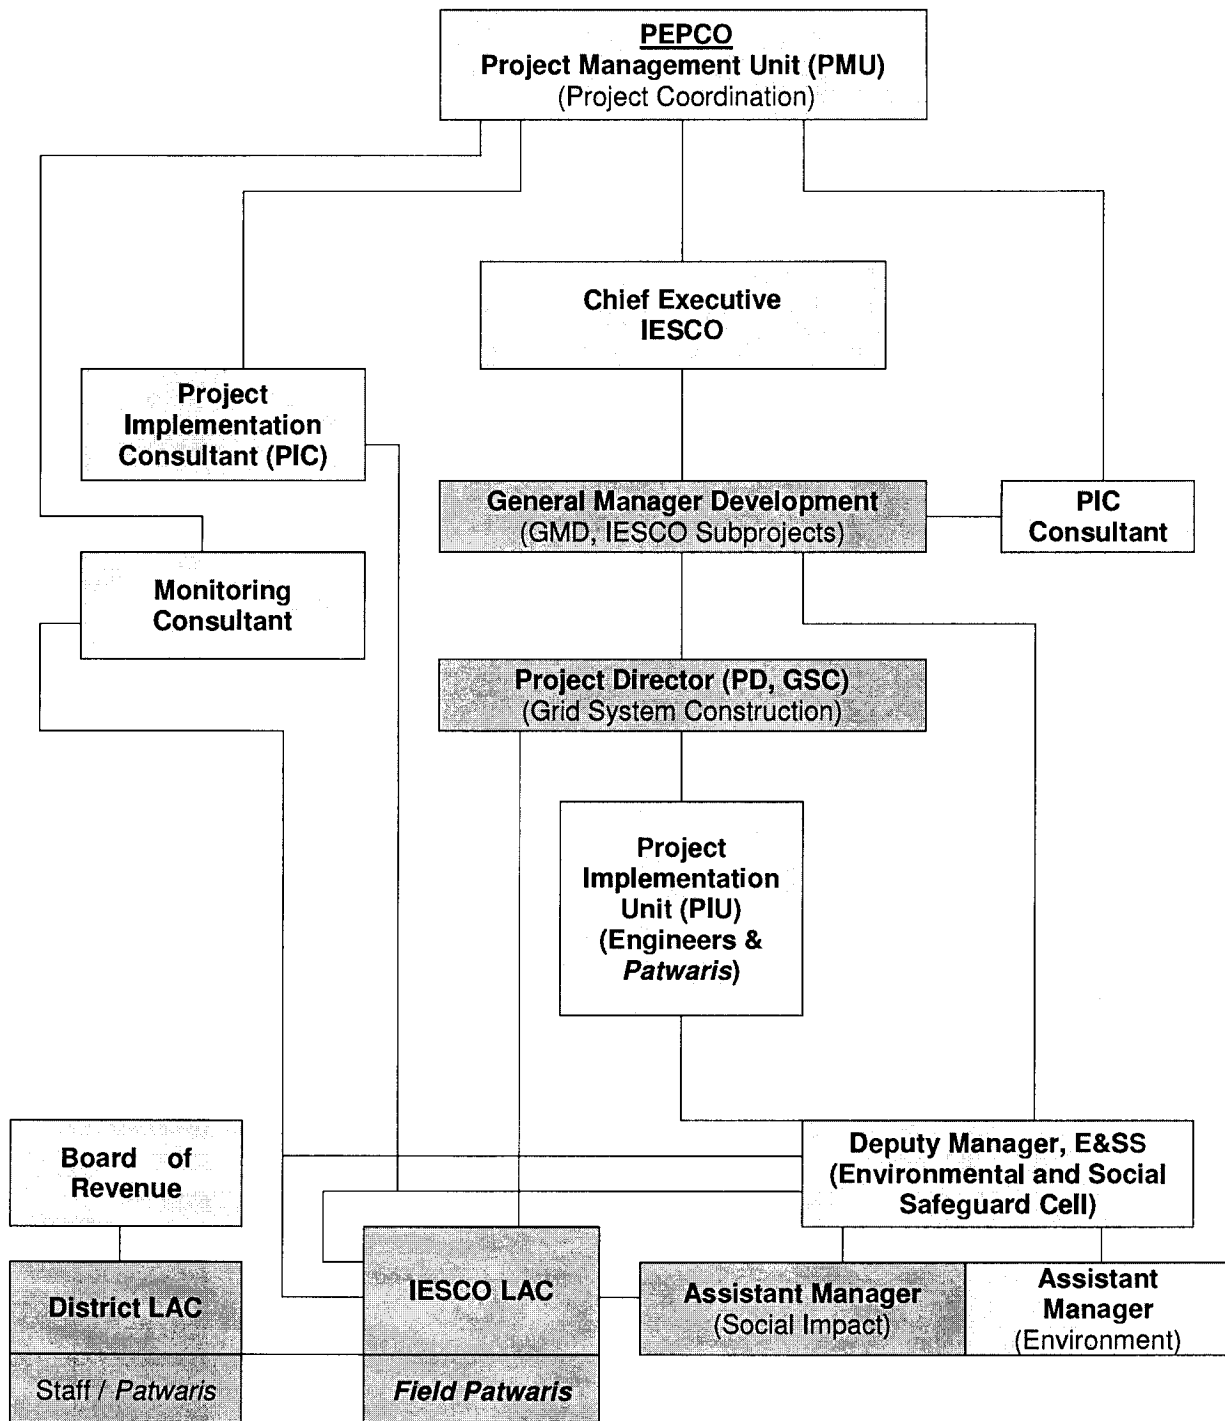 PEPCO
Project Management Unit (PMU)
(Project Coordination)
Chief Executive
IESCO
Project
Implementation
Consultant (PIC)
General Manager Development
(GMD, IESCO Subprojects)
PIC
Consultant
Monitoring
Consultant
Project Director (PD, GSC)
(Grid System Construction)
Project
Implementation
Unit (PIU)
(Engineers &
Patwaris)
Board of
Revenue
Deputy Manager, E&SS
(Environmental and Social
Safeguard Cell)
District LAC
IESCO LAC
Assistant Manager
(Social Impact)
Assistant
Manager
(Environment)
Staff / Patwaris
Field Patwaris